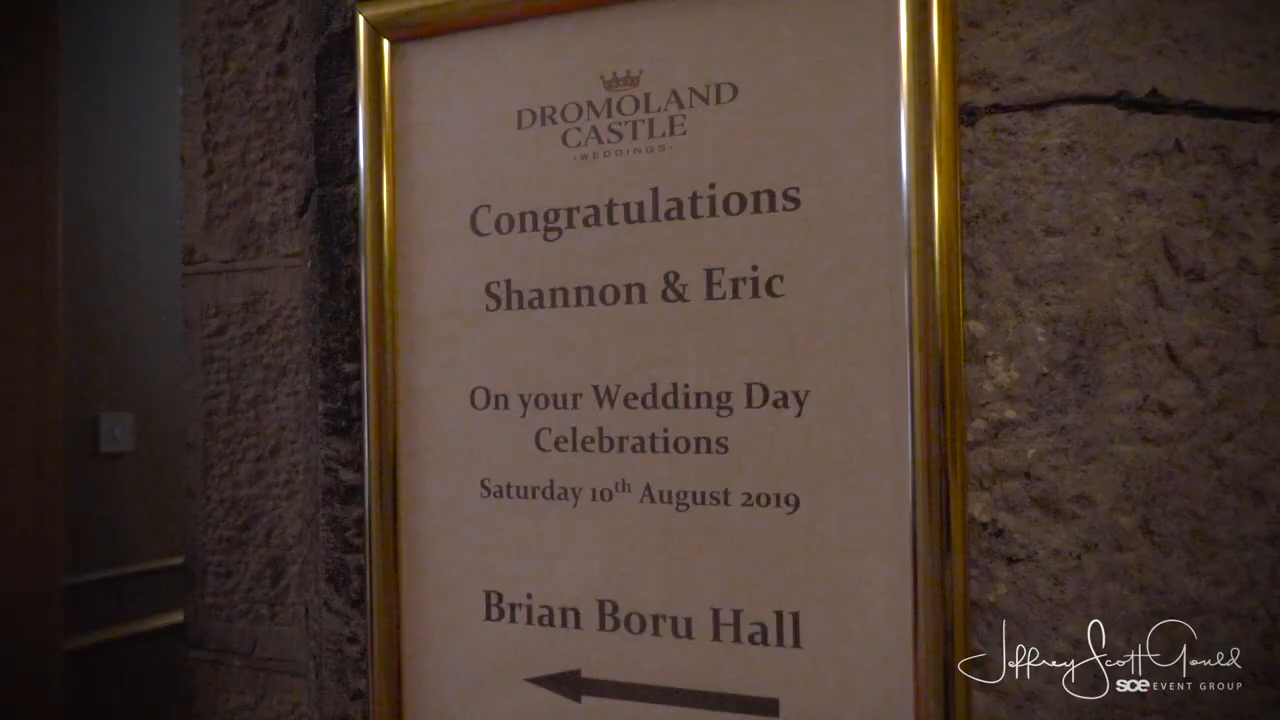 DROMOLAND
CASTLE
·WEDDINGS·
Congratulations
Shannon & Eric
On your Wedding Day
Celebrations
Saturday 10th August 2019
Brian Boru Hall
Jeffrey Scott Gould
sce EVENT GROUP